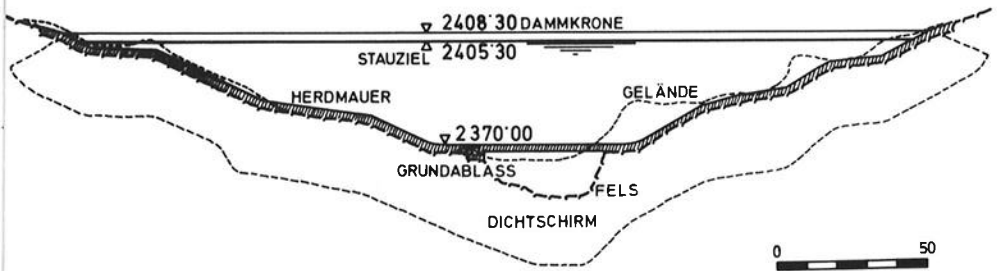 2408·30 DAMMKRONE
STAUZIEL 2405·30
HERDMAUER
GELÄNDE
2370·00
GRUNDABLASS
FELS
DICHTSCHIRM
0 50